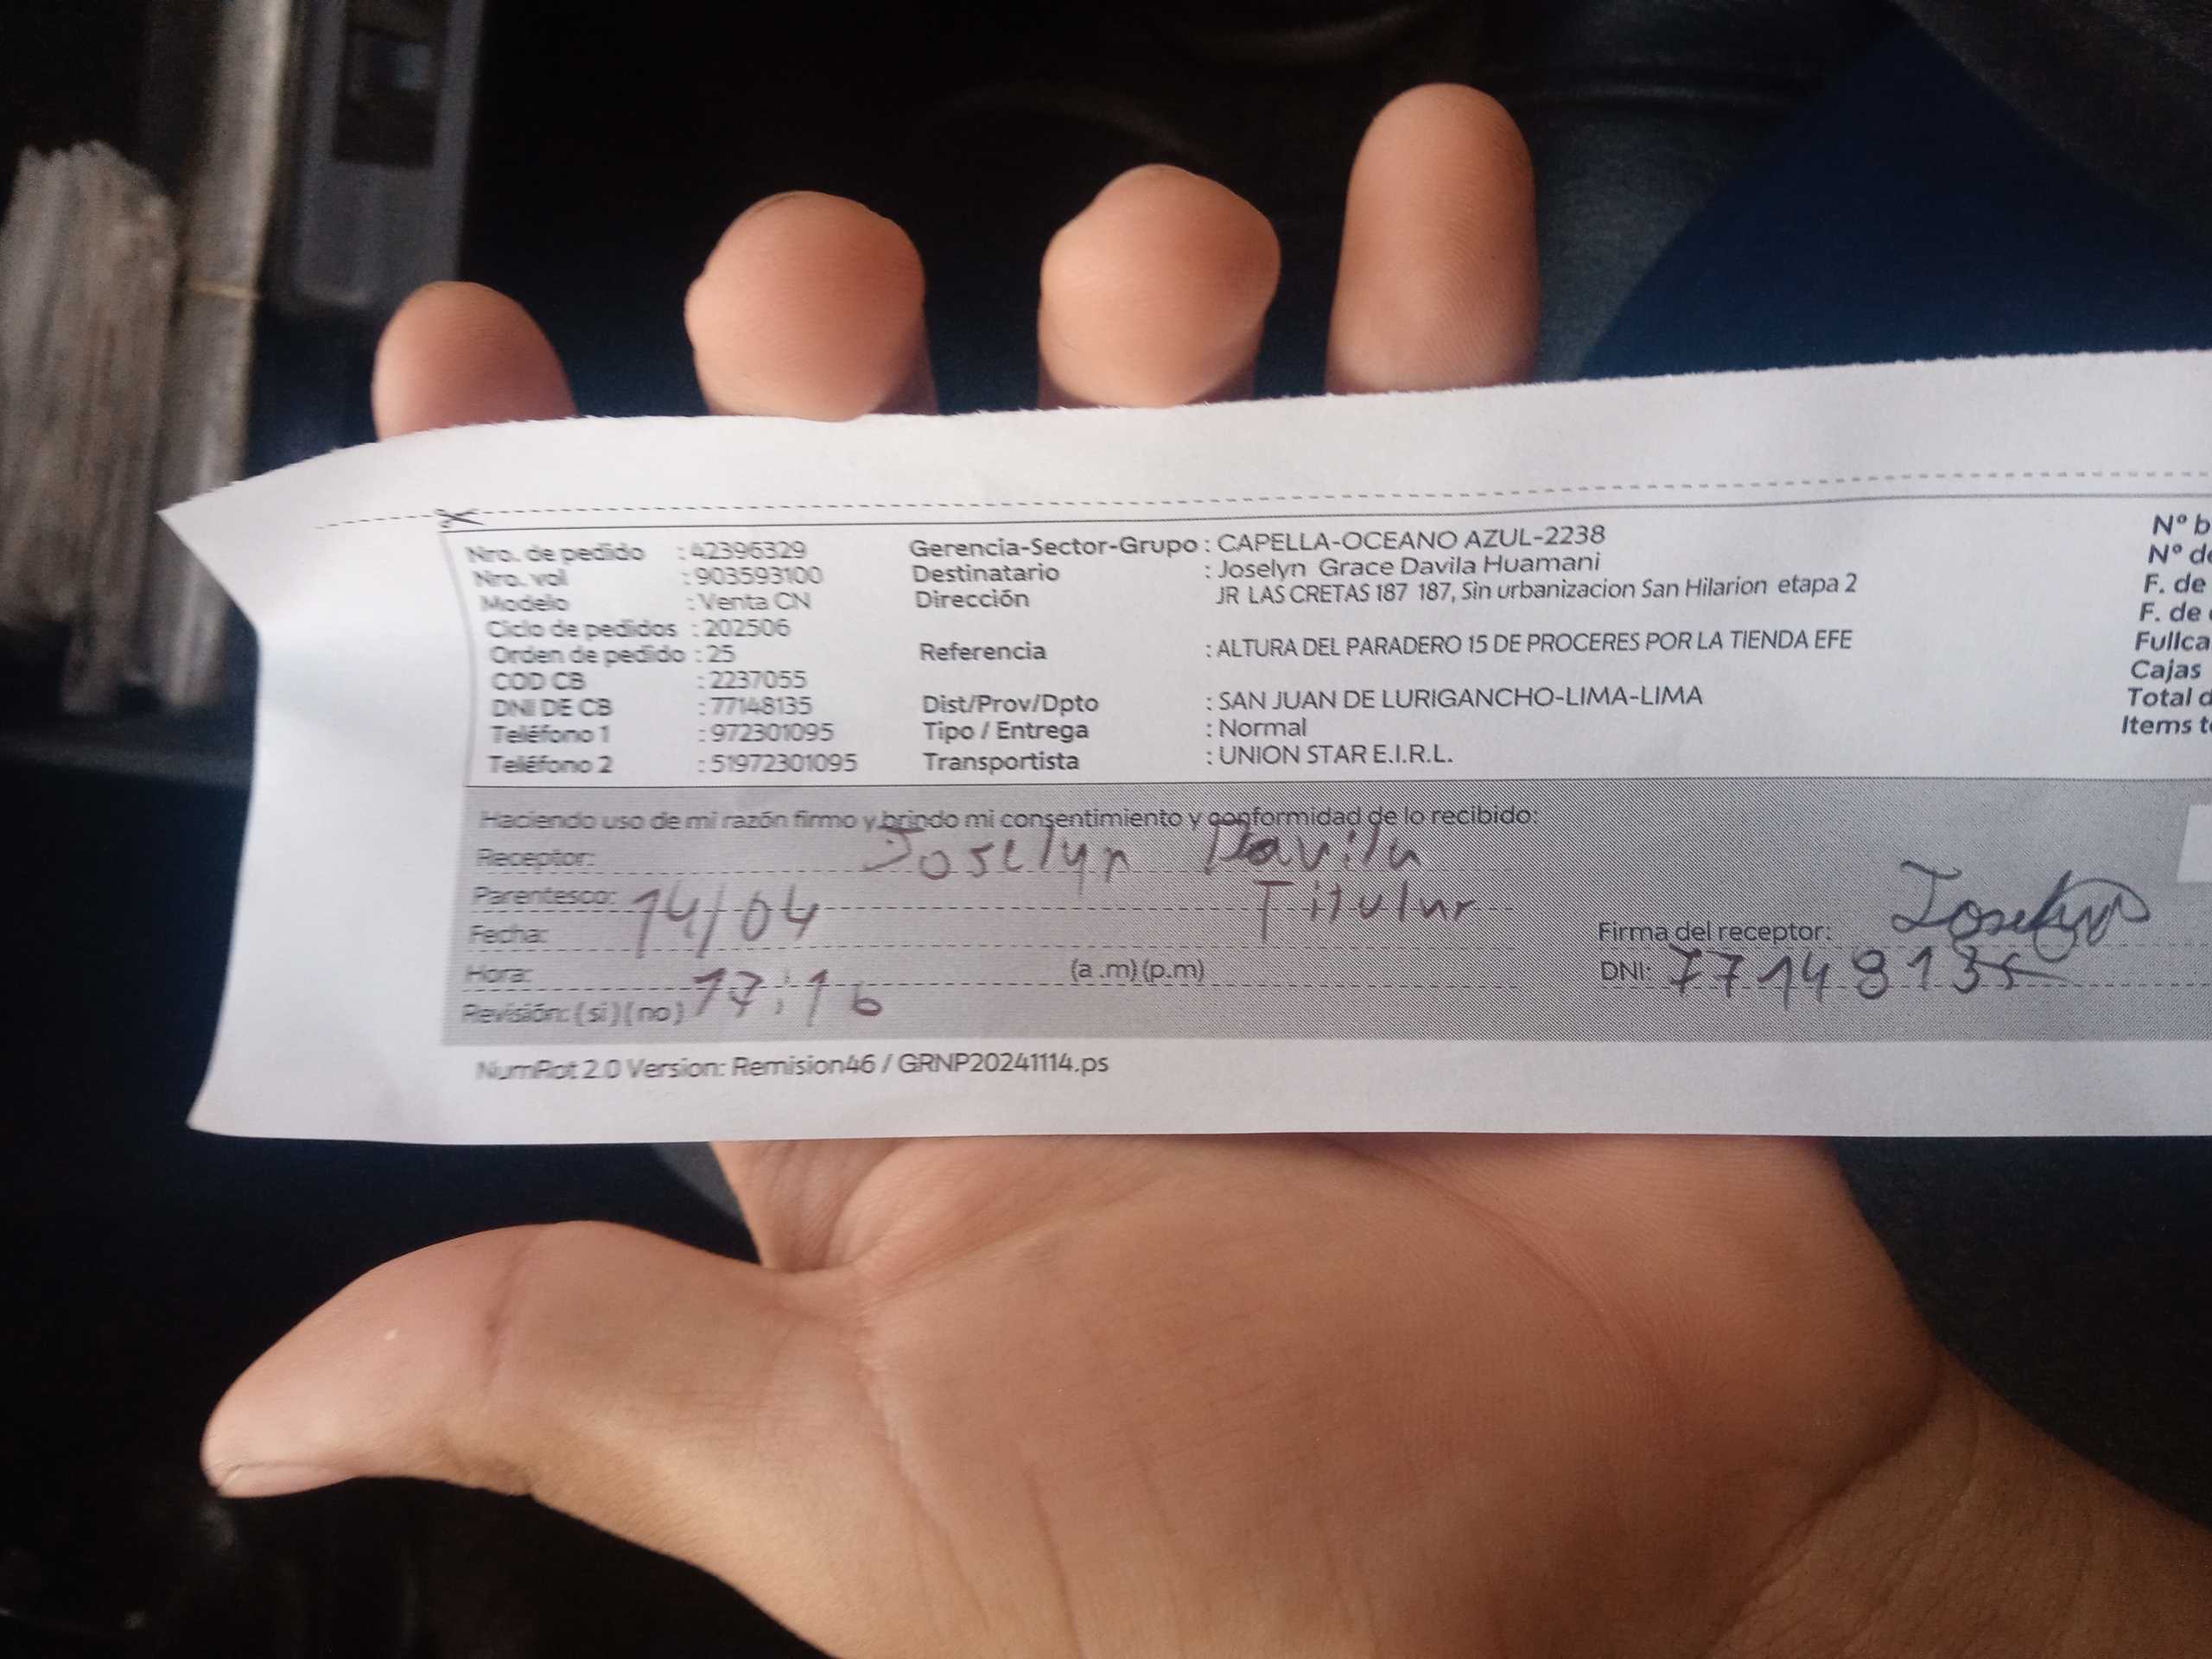 Nro. de pedido : 42396329
Nro. vol : 903593100
Modelo : Venta CN
Ciclo de pedidos : 202506
Orden de pedido : 25
COD CB : 2237055
DNI DE CB : 77148135
Teléfono 1 : 972301095
Teléfono 2 : 51972301095
Gerencia-Sector-Grupo : CAPELLA-OCEANO AZUL-2238
Destinatario : Joselyn Grace Davila Huamani
Dirección JR LAS CRETAS 187 187, Sin urbanizacion San Hilarion etapa 2
Referencia : ALTURA DEL PARADERO 15 DE PROCERES POR LA TIENDA EFE
Dist/Prov/Dpto : SAN JUAN DE LURIGANCHO-LIMA-LIMA
Tipo / Entrega : Normal
Transportista : UNION STAR E.I.R.L.
Nº b
Nº de
F. de
F. de
Fullca
Cajas
Total d
Items t
Haciendo uso de mi razón firmo y brindo mi consentimiento y conformidad de lo recibido:
Receptor: Joselyn Davila
Parentesco: Titular
Fecha: 14/04
Hora: 17:16 (a .m) (p.m)
Revisión: (si) (no)
Firma del receptor: Joselyn
DNI: 77148135
NumRot 2.0 Version: Remision46 / GRNP20241114.ps